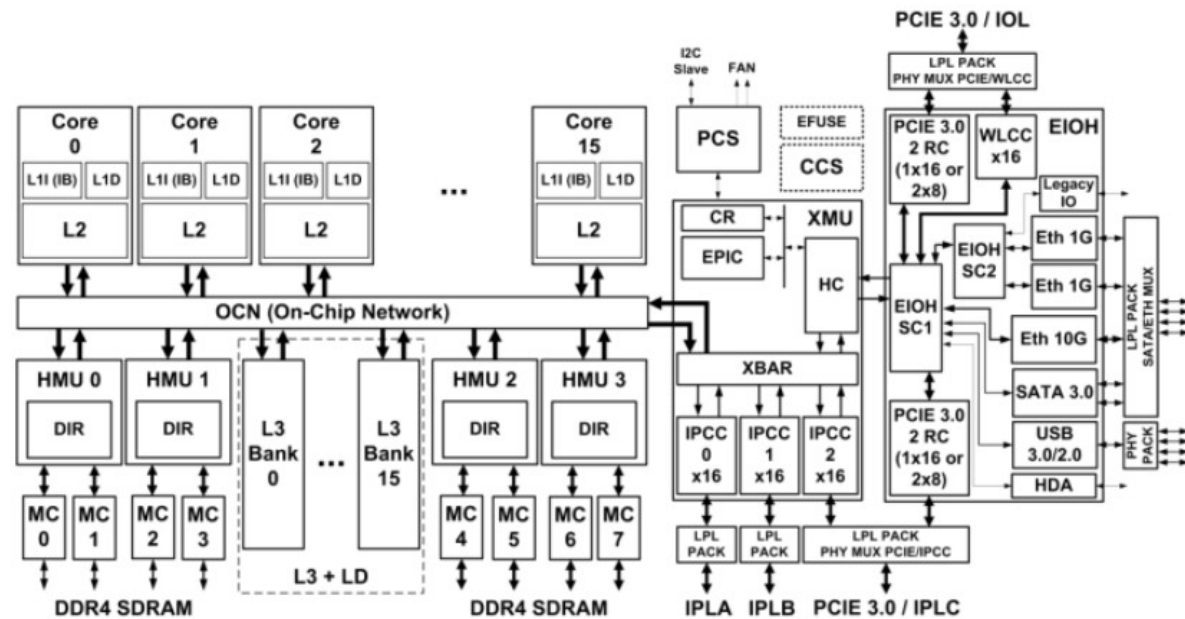 PCIE 3.0 / IOL
I2C
Slave
FAN
LPL PACK
PHY MUX PCIE/WLCC
Core
0
L1I (IB)
L1D
L2
Core
1
L1I (IB)
L1D
L2
Core
2
L1I (IB)
L1D
L2
...
Core
15
L1I (IB)
L1D
L2
PCS
EFUSE
CCS
PCIE 3.0
2 RC
(1x16 or
2x8)
WLCC
x16
EIOH
Legacy
IO
CR
XMU
EPIC
HC
EIOH
SC1
EIOH
SC2
Eth 1G
Eth 1G
Eth 10G
SATA 3.0
USB
3.0/2.0
HDA
LPL PACK
SATA/ETH MUX
PHY
PACK
OCN (On-Chip Network)
HMU 0
DIR
HMU 1
DIR
L3
Bank
0
...
L3
Bank
15
L3 + LD
HMU 2
DIR
HMU 3
DIR
XBAR
IPCC
0
x16
IPCC
1
x16
IPCC
2
x16
PCIE 3.0
2 RC
(1x16 or
2x8)
MC
0
MC
1
MC
2
MC
3
MC
4
MC
5
MC
6
MC
7
LPL
PACK
LPL
PACK
LPL PACK
PHY MUX PCIE/IPCC
DDR4 SDRAM
DDR4 SDRAM
IPLA
IPLB
PCIE 3.0 / IPLC